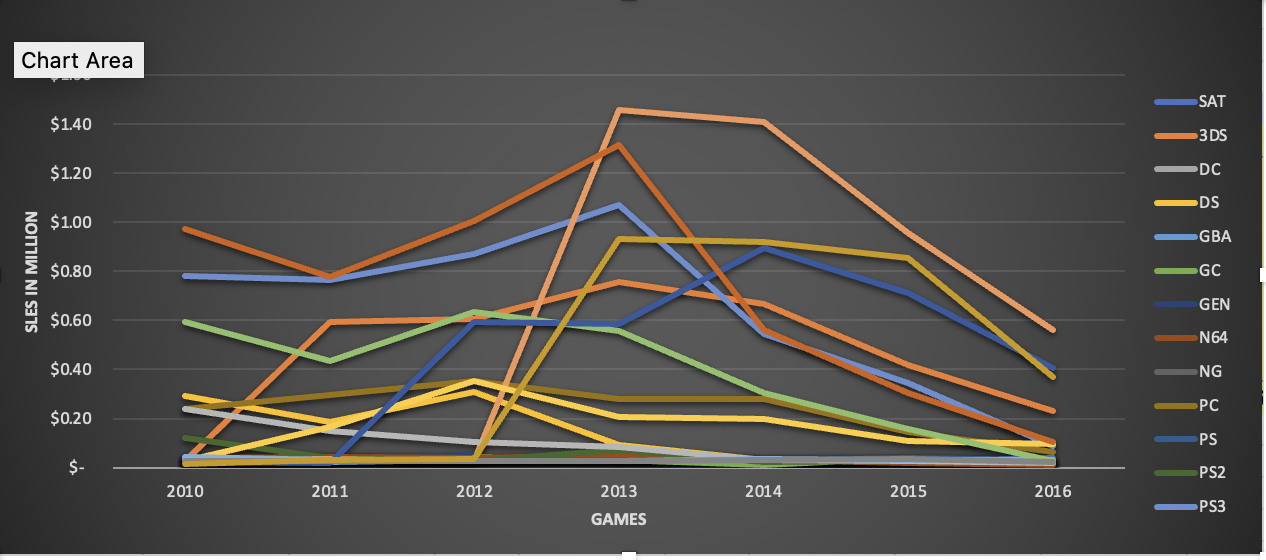 Chart Area
$1.40
$1.20
$1.00
$0.80
$0.60
$0.40
$0.20
$-
SLES IN MILLION
2010 2011 2012 2013 2014 2015 2016
GAMES
SAT
3DS
DC
DS
GBA
GC
GEN
N64
NG
PC
PS
PS2
PS3